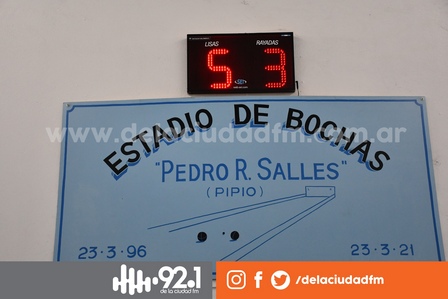 LISAS RAYADAS
5 3
www.delaciudadfm.com.ar
ESTADIO DE BOCHAS
"PEDRO R. SALLES"
(PIPIO)
23·3·96 23·3·21
92.1
de la ciudad fm
/delaciudadfm